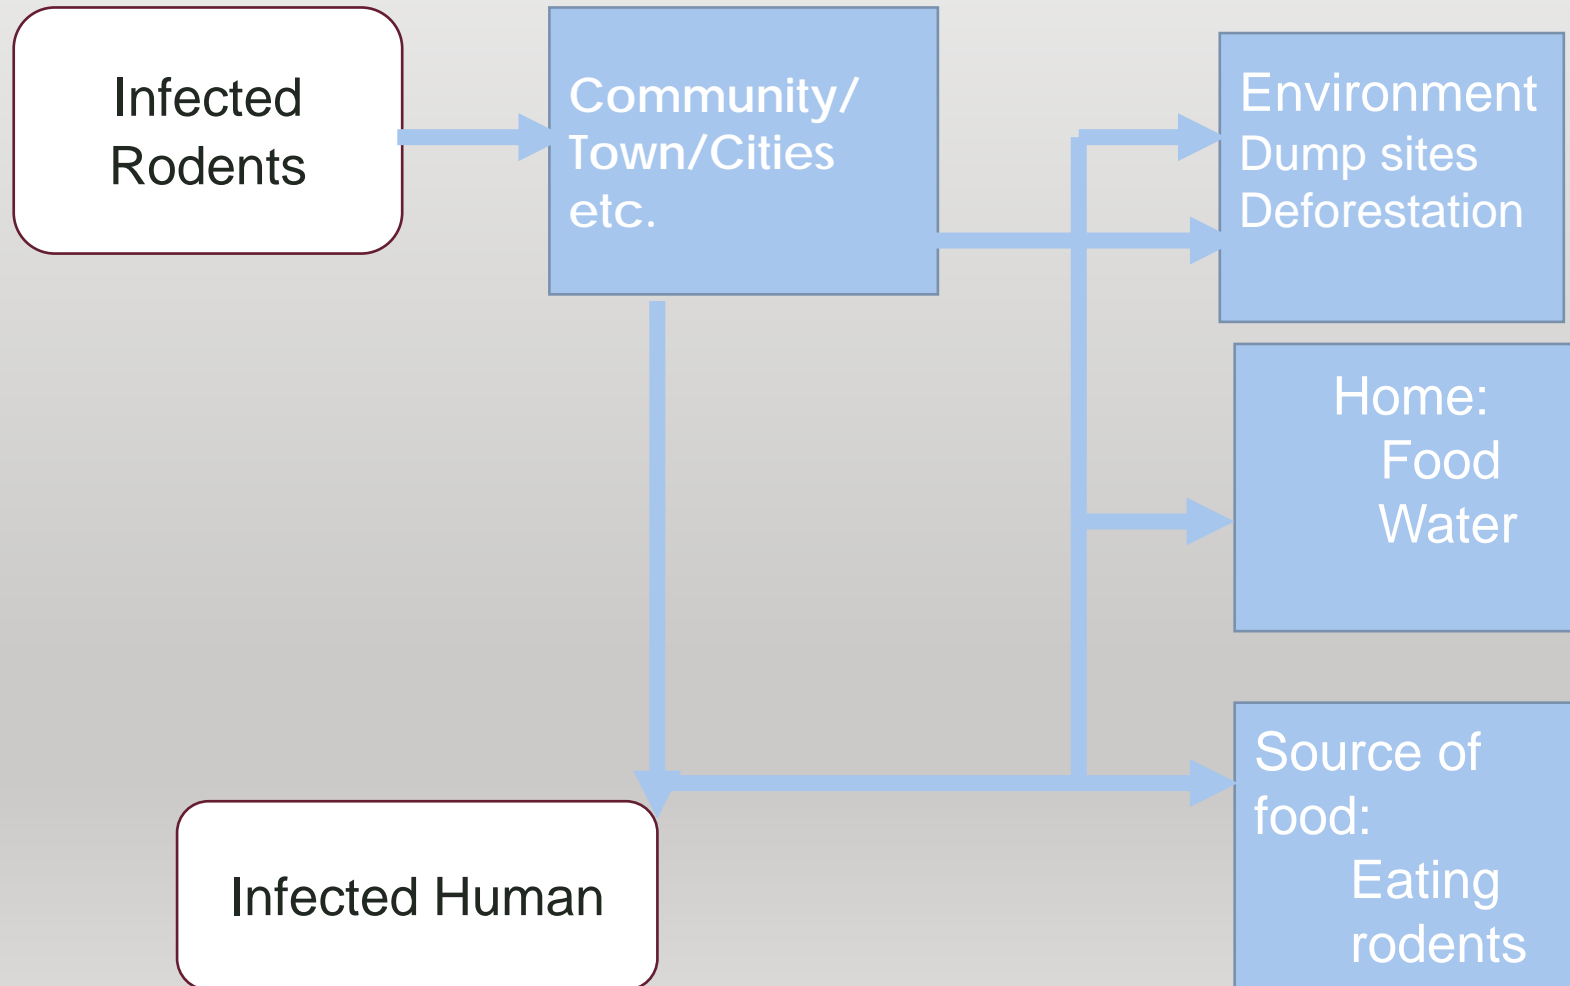 Infected
Rodents
Community/
Town/Cities
etc.
Environment
Dump sites
Deforestation
Home:
Food
Water
Source of
food:
Eating
rodents
Infected Human